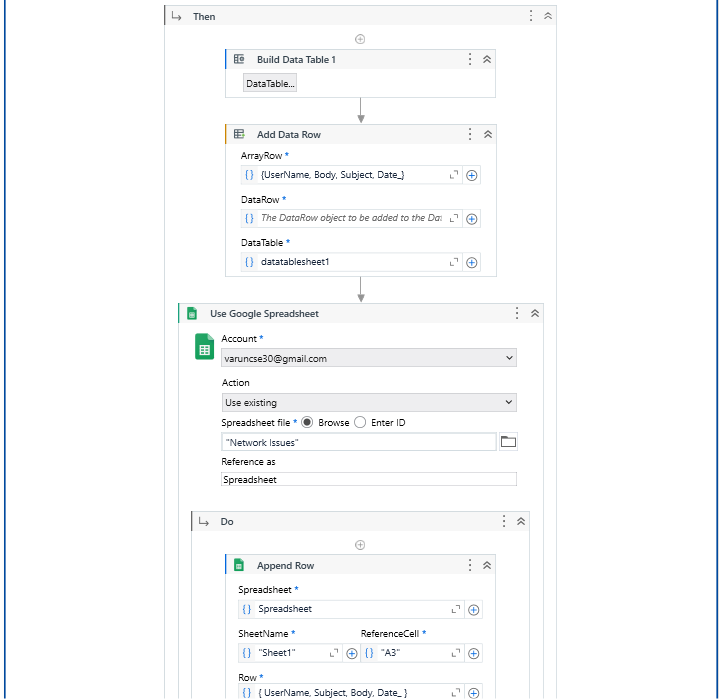 Then
Build Data Table 1
DataTable...
Add Data Row
ArrayRow *
{UserName, Body, Subject, Date_}
DataRow *
The DataRow object to be added to the Dat
DataTable *
datatablesheet1
Use Google Spreadsheet
Account *
varuncse30@gmail.com
Action
Use existing
Spreadsheet file * Browse Enter ID
"Network Issues"
Reference as
Spreadsheet
Do
Append Row
Spreadsheet *
Spreadsheet
SheetName * ReferenceCell *
"Sheet1" "A3"
Row *
{ UserName, Subject, Body, Date_ }